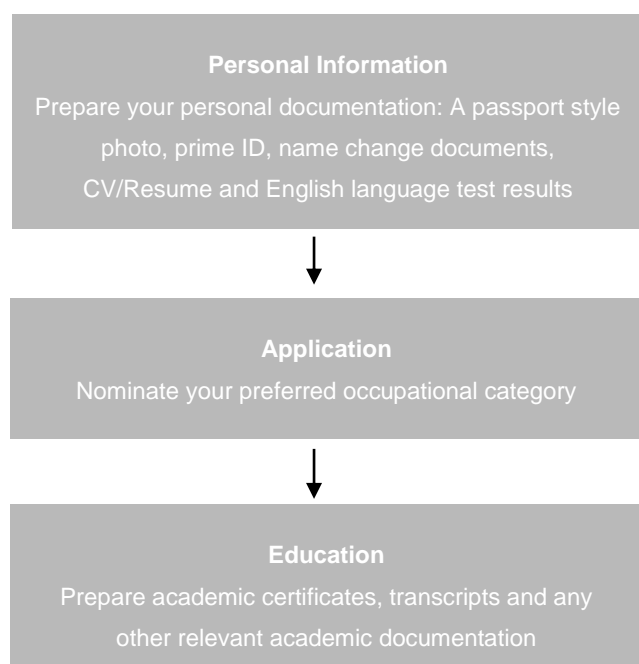 Personal Information
Prepare your personal documentation: A passport style
photo, prime ID, name change documents,
CV/Resume and English language test results
Application
Nominate your preferred occupational category
Education
Prepare academic certificates, transcripts and any
other relevant academic documentation